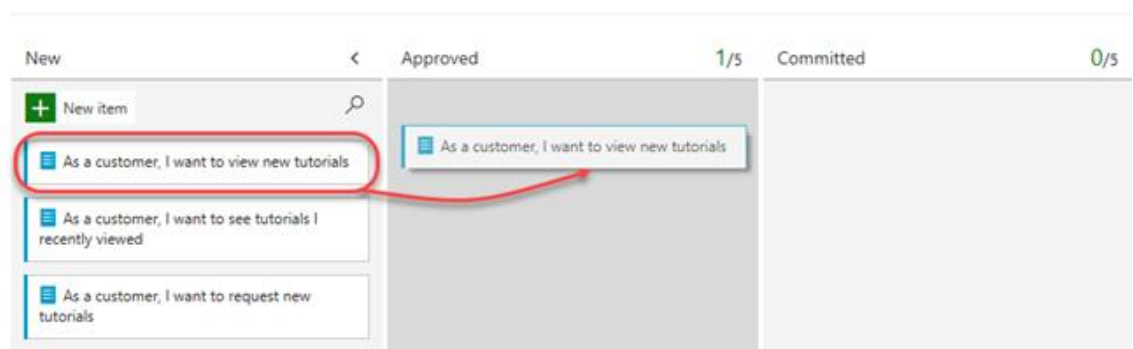 New <
Approved 1/5
Committed 0/5
New item
As a customer, I want to view new tutorials
As a customer, I want to see tutorials I
recently viewed
As a customer, I want to request new
tutorials
As a customer, I want to view new tutorials